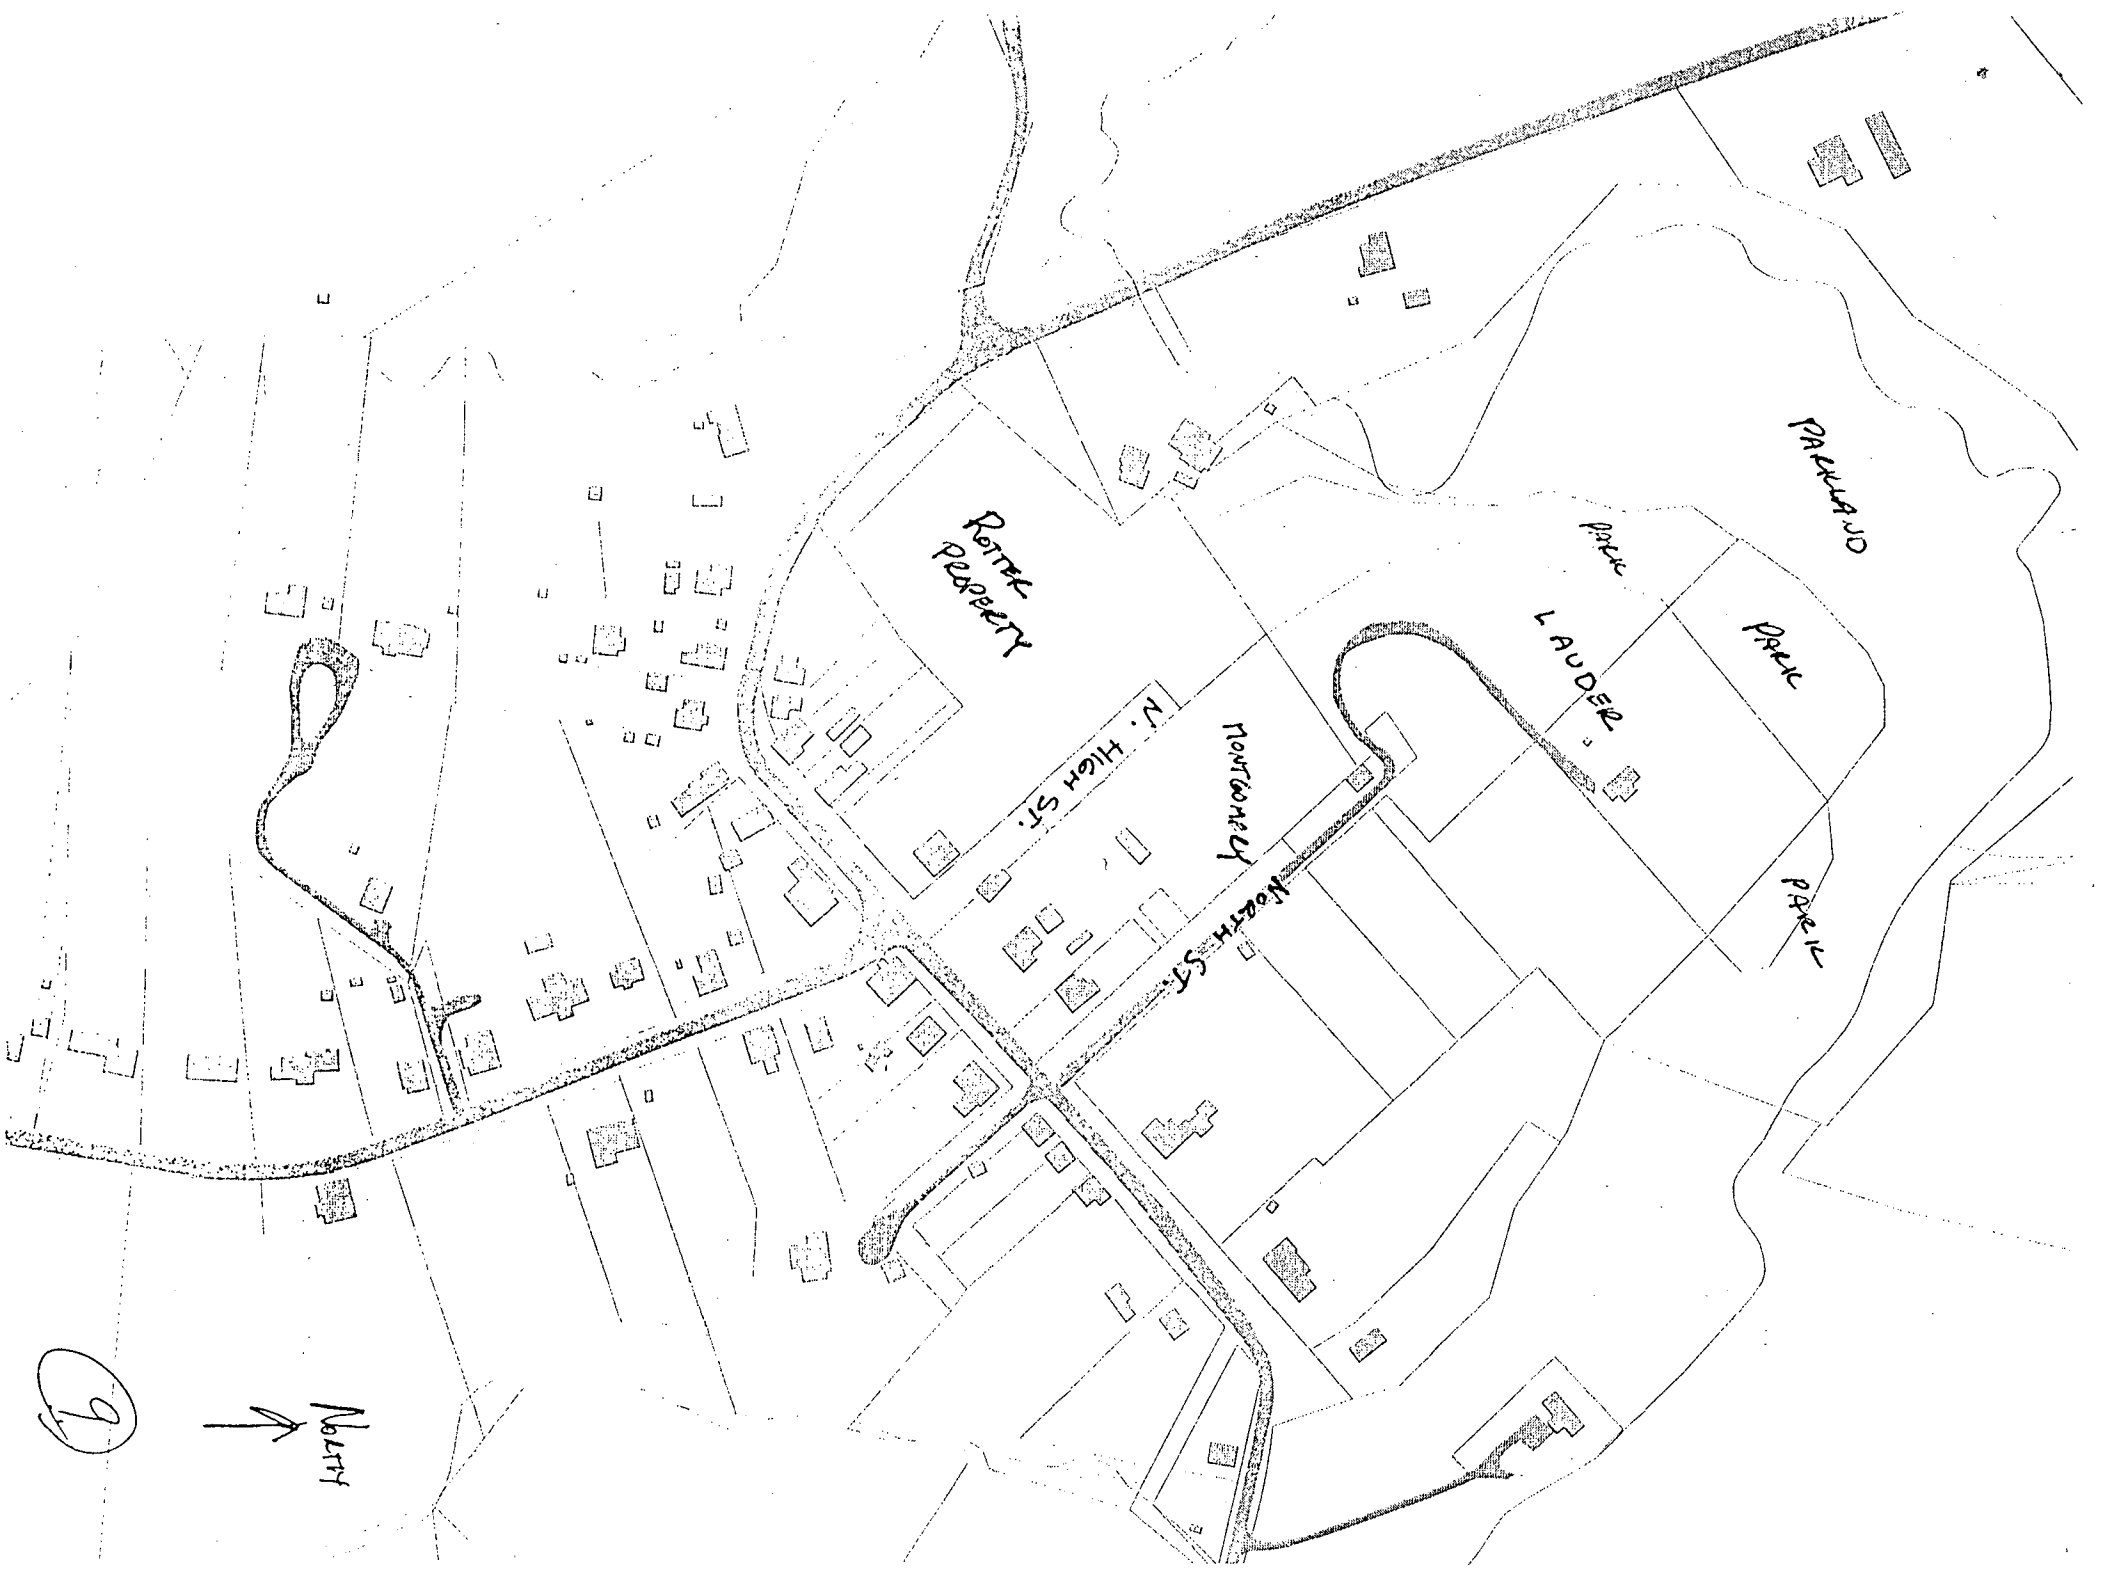 PARKLAND
PARK
LAUDER
PARK
ROTTER
PROPERTY
N. HIGH ST.
MONTGOMERY
NORTH ST.
PARK
NORTH
9